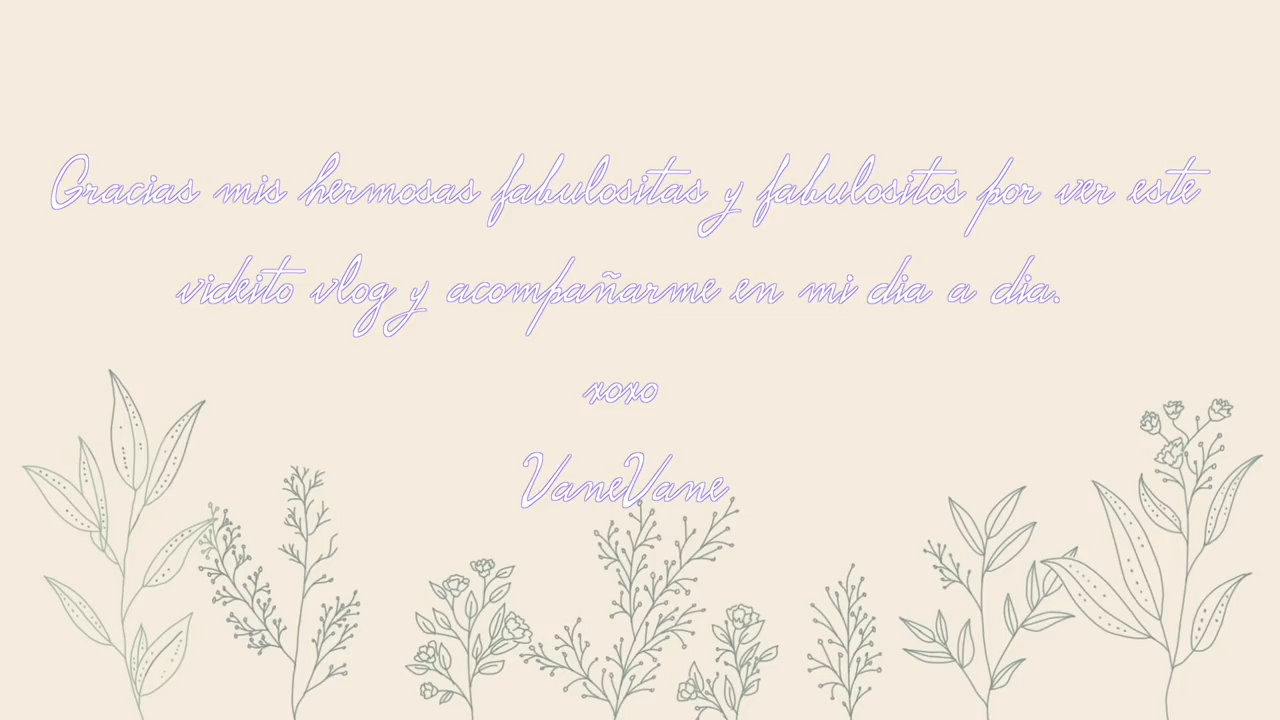 Gracias mis hermosas fabulositas y fabulositos por ver este
videito vlog y acompañarme en mi dia a dia.
xoxo
VaneVane